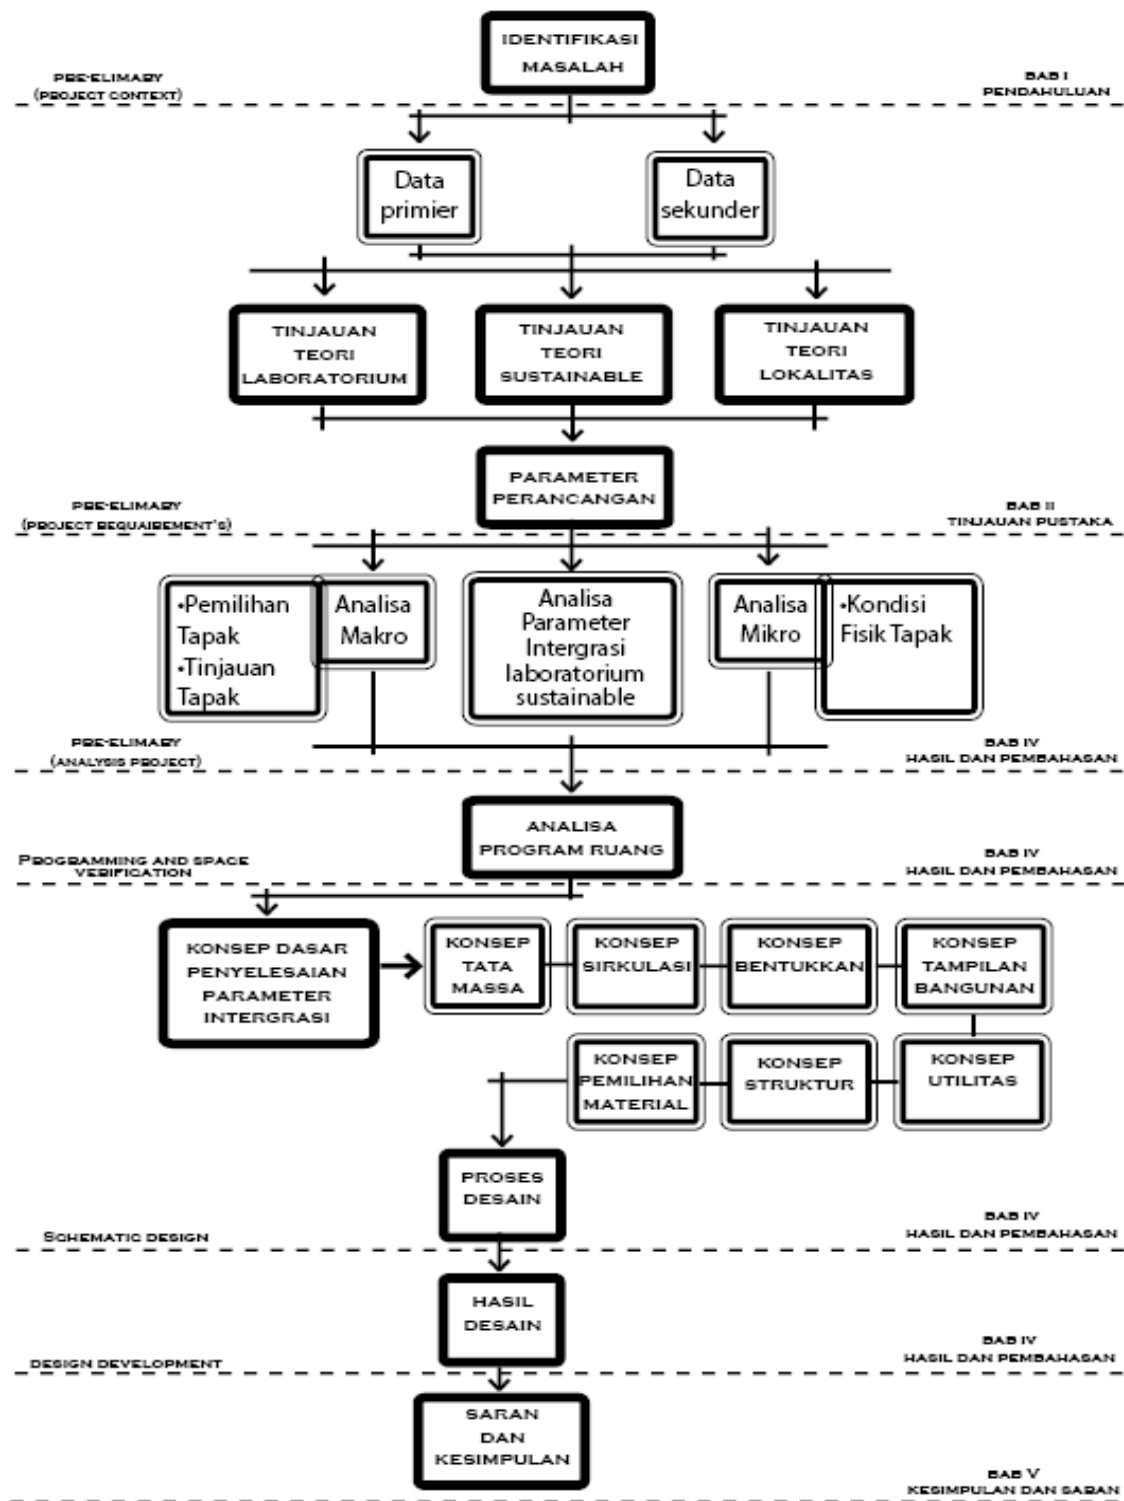 IDENTIFIKASI
MASALAH
PRE-ELIMARY
(PROJECT CONTEXT)
BAB I
PENDAHULUAN
Data
primier
Data
sekunder
TINJAUAN
TEORI
LABORATORIUM
TINJAUAN
TEORI
SUSTAINABLE
TINJAUAN
TEORI
LOKALITAS
PARAMETER
PERANCANGAN
PRE-ELIMARY
(PROJECT REQUAIREMENT'S)
BAB II
TINJAUAN PUSTAKA
•Pemilihan
Tapak
•Tinjauan
Tapak
Analisa
Makro
Analisa
Parameter
Intergrasi
laboratorium
sustainable
Analisa
Mikro
•Kondisi
Fisik Tapak
PRE-ELIMARY
(ANALYSIS PROJECT)
BAB IV
HASIL DAN PEMBAHASAN
ANALISA
PROGRAM RUANG
PROGRAMMING AND SPACE
VERIFICATION
BAB IV
HASIL DAN PEMBAHASAN
KONSEP DASAR
PENYELESAIAN
PARAMETER
INTERGRASI
KONSEP
TATA
MASSA
KONSEP
SIRKULASI
KONSEP
BENTUKKAN
KONSEP
TAMPILAN
BANGUNAN
KONSEP
PEMILIHAN
MATERIAL
KONSEP
STRUKTUR
KONSEP
UTILITAS
PROSES
DESAIN
SCHEMATIC DESIGN
BAB IV
HASIL DAN PEMBAHASAN
HASIL
DESAIN
DESIGN DEVELOPMENT
BAB IV
HASIL DAN PEMBAHASAN
SARAN
DAN
KESIMPULAN
BAB V
KESIMPULAN DAN SARAN